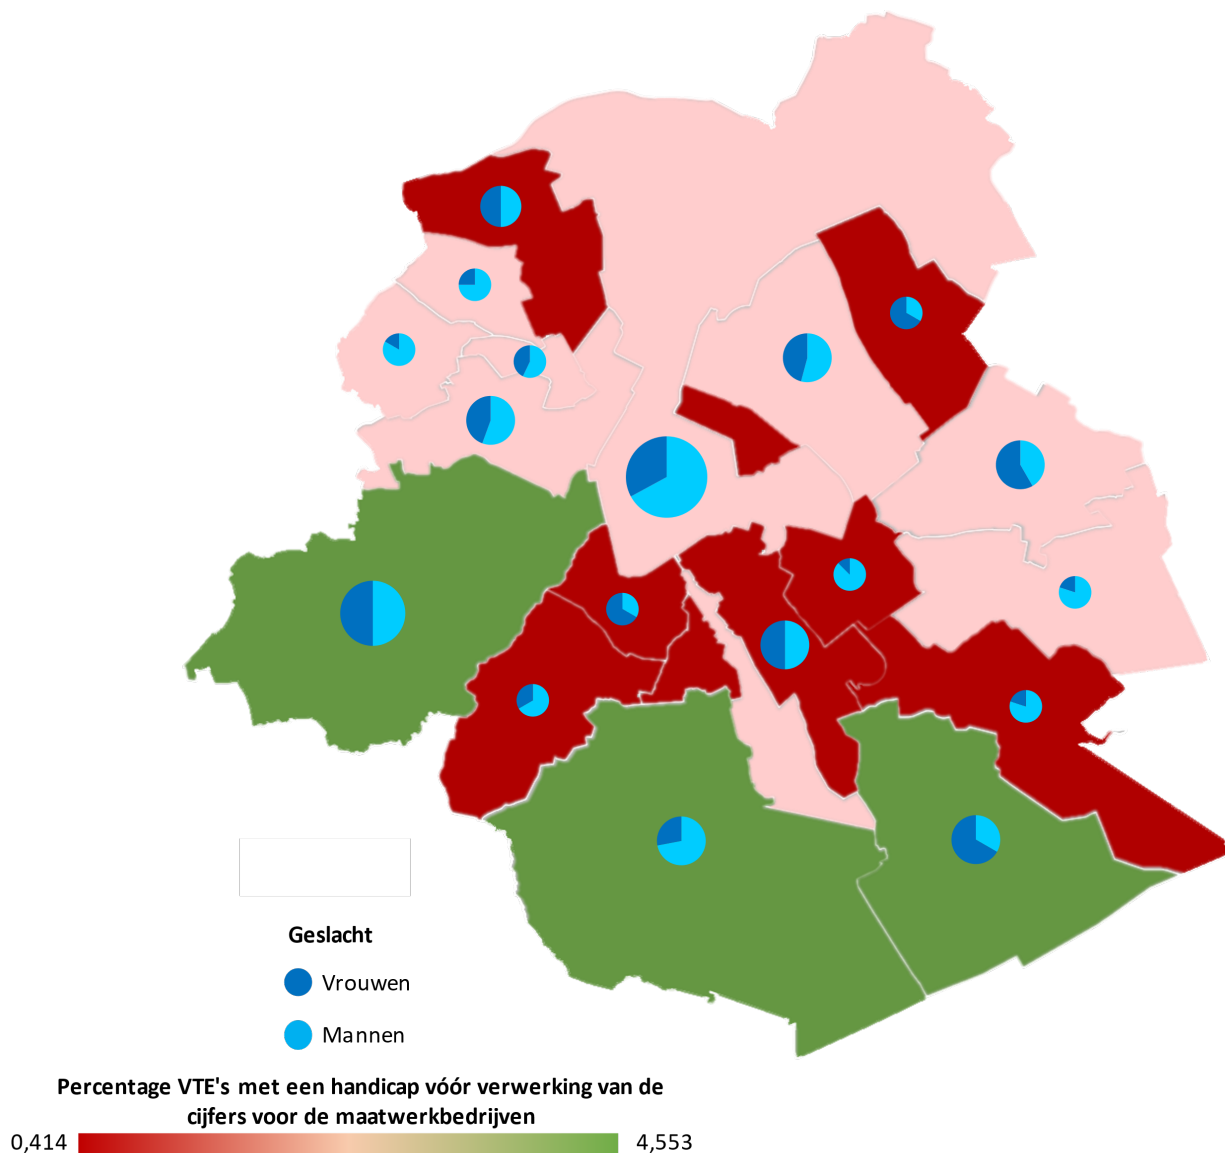 Geslacht
Vrouwen
Mannen
Percentage VTE's met een handicap vóór verwerking van de
cijfers voor de maatwerkbedrijven
0,414
4,553